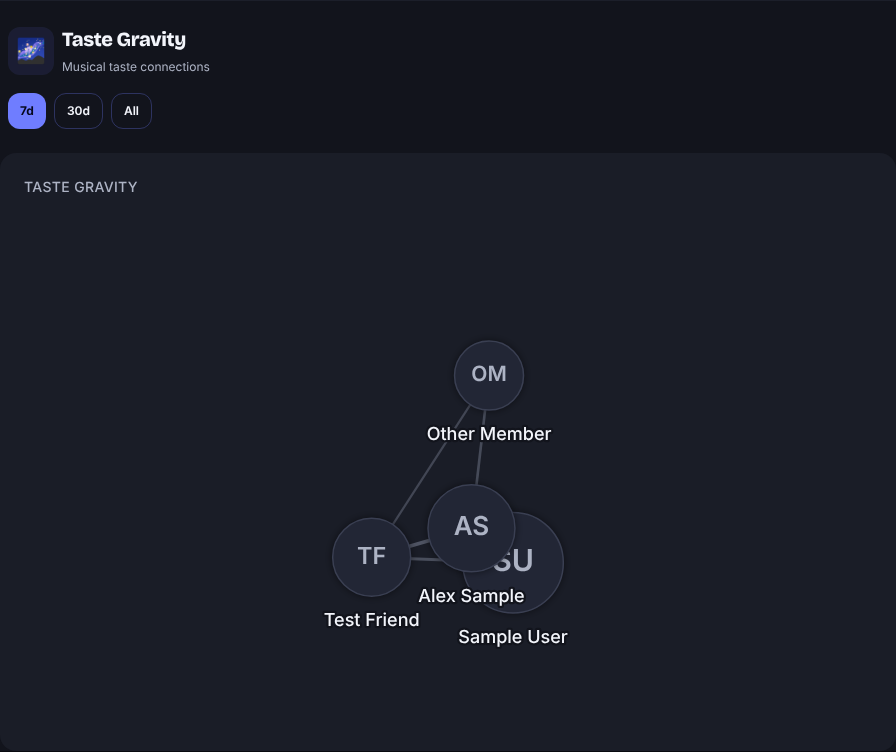 Taste Gravity
Musical taste connections
7d
30d
All
TASTE GRAVITY
OM
Other Member
AS
TF
SU
Alex Sample
Test Friend
Sample User